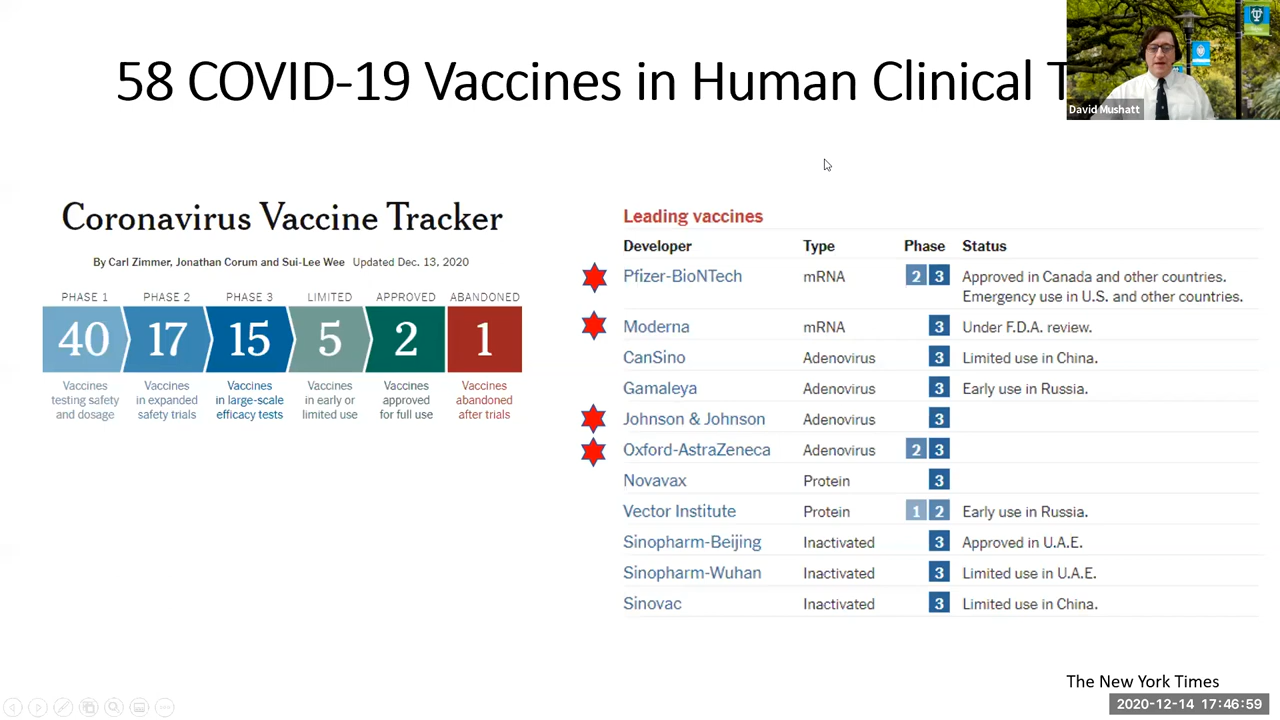 58 COVID-19 Vaccines in Human Clinical T
David Mushatt
Coronavirus Vaccine Tracker
By Carl Zimmer, Jonathan Corum and Sui-Lee Wee Updated Dec. 13, 2020
PHASE 1 PHASE 2 PHASE 3 LIMITED APPROVED ABANDONED
40 17 15 5 2 1
Vaccines Vaccines Vaccines Vaccines Vaccines Vaccines
testing safety in expanded in large-scale in early or approved abandoned
and dosage safety trials efficacy tests limited use for full use after trials
Leading vaccines
Developer Type Phase Status
Pfizer-BioNTech mRNA 2 3 Approved in Canada and other countries.
Emergency use in U.S. and other countries.
Moderna mRNA 3 Under F.D.A. review.
CanSino Adenovirus 3 Limited use in China.
Gamaleya Adenovirus 3 Early use in Russia.
Johnson & Johnson Adenovirus 3
Oxford-AstraZeneca Adenovirus 2 3
Novavax Protein 3
Vector Institute Protein 1 2 Early use in Russia.
Sinopharm-Beijing Inactivated 3 Approved in U.A.E.
Sinopharm-Wuhan Inactivated 3 Limited use in U.A.E.
Sinovac Inactivated 3 Limited use in China.
The New York Times
2020-12-14 17:46:59